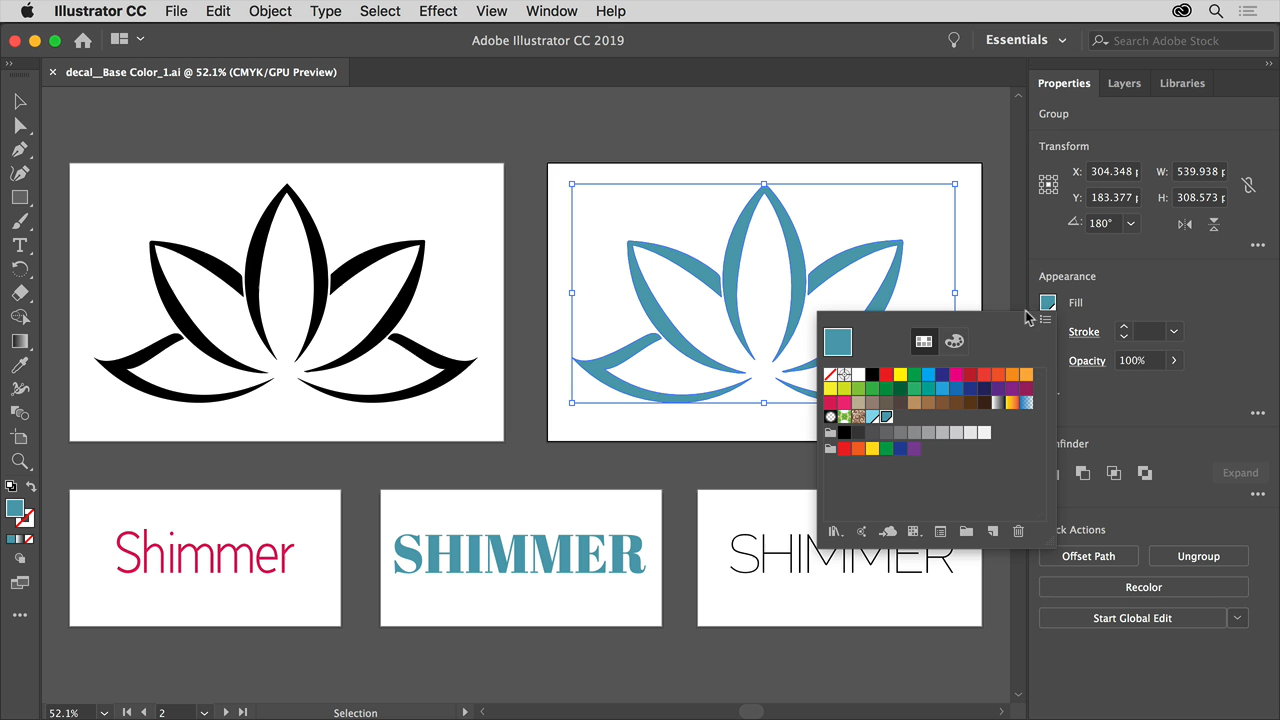 Illustrator CC File Edit Object Type Select Effect View Window Help
Adobe Illustrator CC 2019
Essentials
Search Adobe Stock
decal__Base Color_1.ai @ 52.1% (CMYK/GPU Preview)
Properties Layers Libraries
Group
Transform
X: 304.348 p W: 539.938 p
Y: 183.377 p H: 308.573 p
180°
Appearance
Fill
Stroke
Opacity 100%
hfinder
Expand
ck Actions
Offset Path Ungroup
Recolor
Start Global Edit
Shimmer
SHIMMER
SHIMMER
52.1% 2 Selection